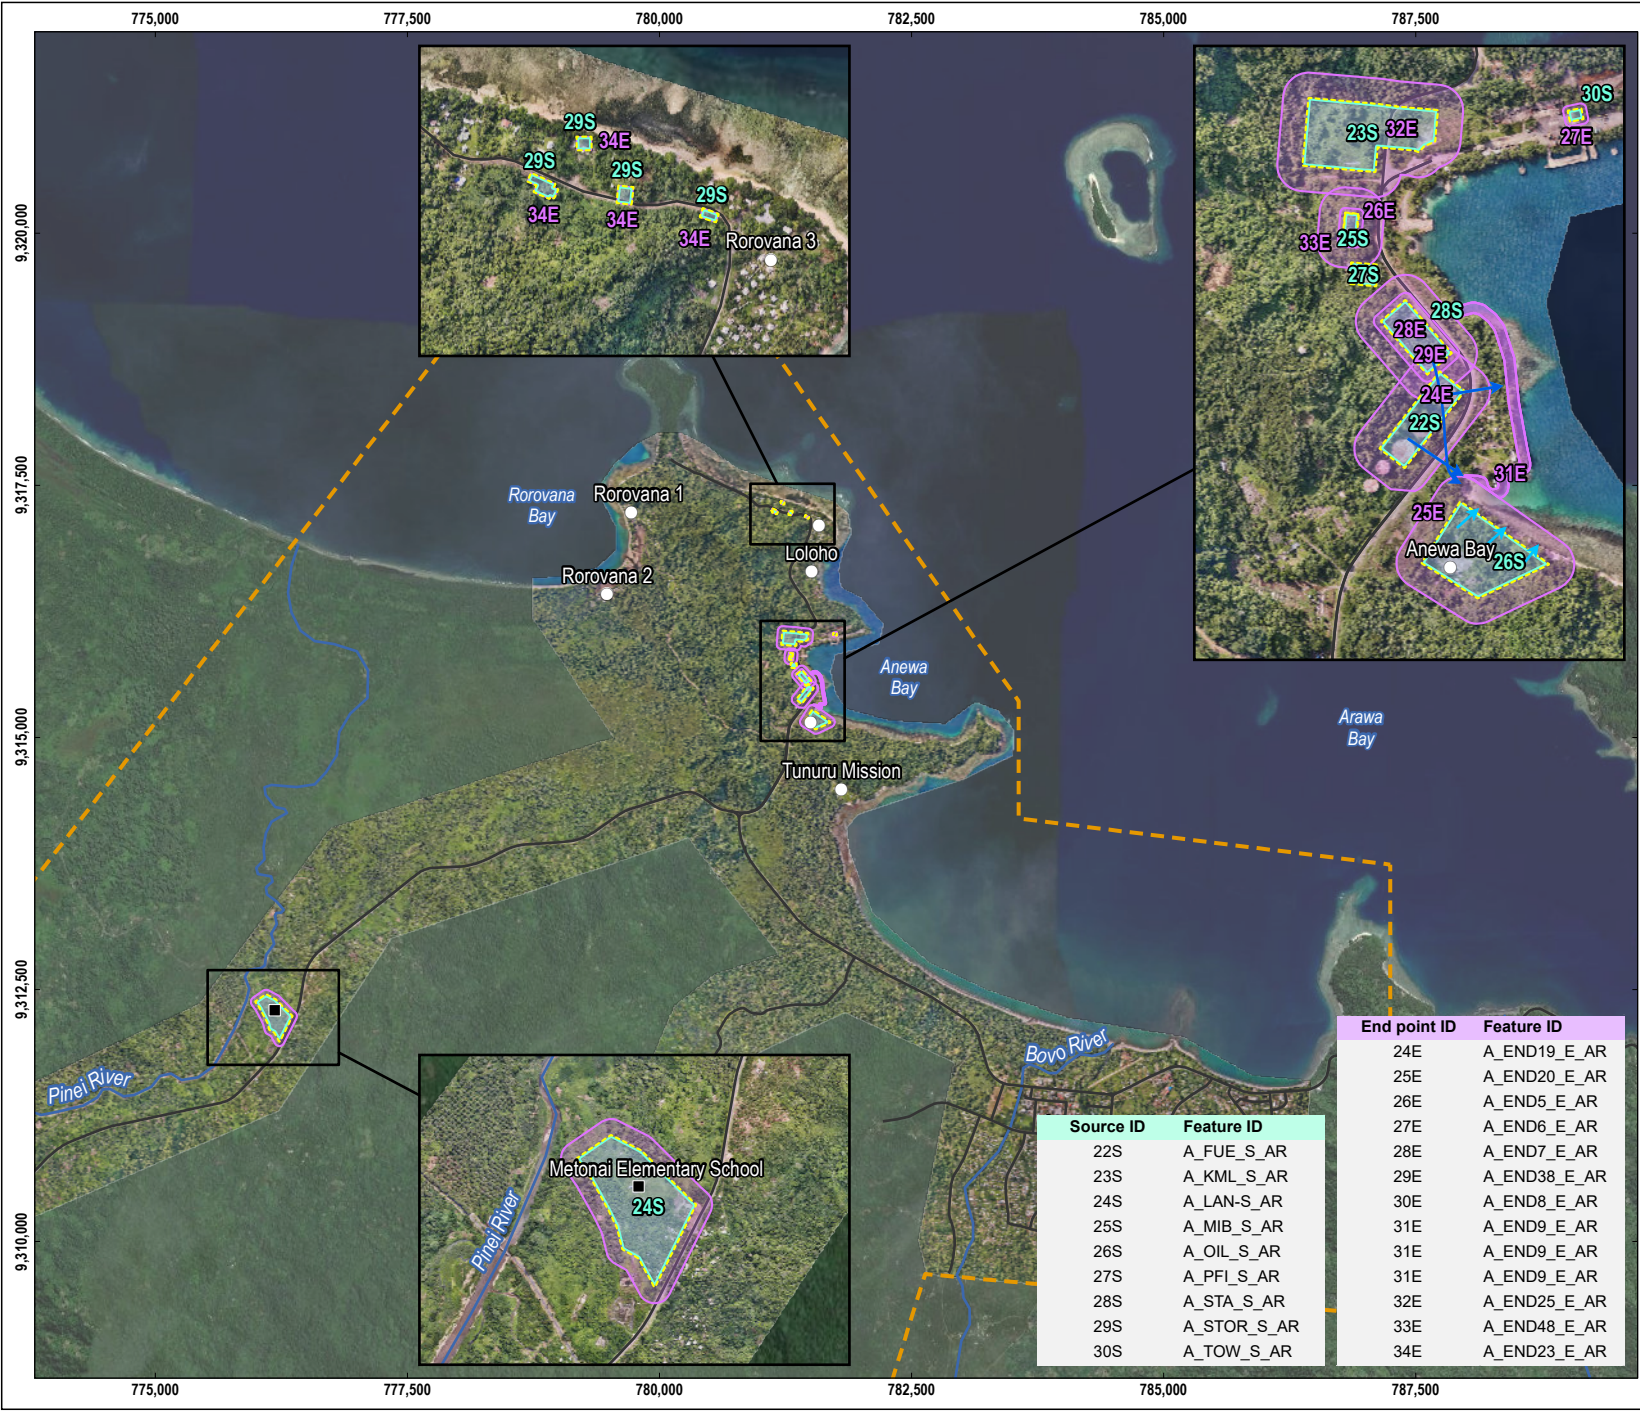 775,000
777,500
780,000
782,500
785,000
787,500
9,320,000
9,317,500
9,315,000
9,312,500
9,310,000
29S
34E
29S
34E
29S
34E
29S
34E
Rorovana 3
30S
27E
23S
32E
26E
33E
25S
27S
28S
28E
29E
24E
22S
31E
25E
Anewa Bay
26S
Rorovana
Bay
Rorovana 1
Rorovana 2
Loloho
Anewa
Bay
Arawa
Bay
Tunuru Mission
Pinei River
Bovo River
Metonai Elementary School
24S
Pinei River
Source ID Feature ID
22S A_FUE_S_AR
23S A_KML_S_AR
24S A_LAN-S_AR
25S A_MIB_S_AR
26S A_OIL_S_AR
27S A_PFI_S_AR
28S A_STA_S_AR
29S A_STOR_S_AR
30S A_TOW_S_AR
End point ID Feature ID
24E A_END19_E_AR
25E A_END20_E_AR
26E A_END5_E_AR
27E A_END6_E_AR
28E A_END7_E_AR
29E A_END38_E_AR
30E A_END8_E_AR
31E A_END9_E_AR
31E A_END9_E_AR
31E A_END9_E_AR
32E A_END25_E_AR
33E A_END48_E_AR
34E A_END23_E_AR
775,000
777,500
780,000
782,500
785,000
787,500